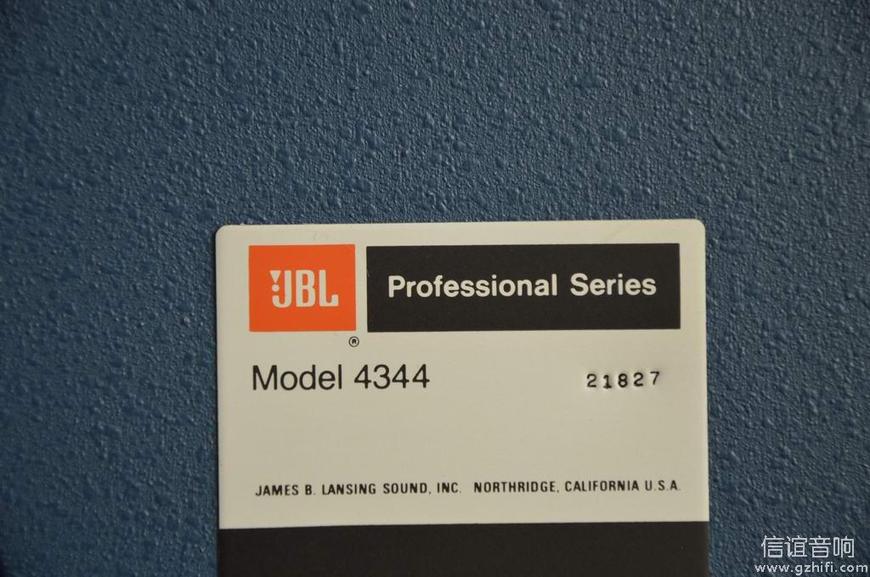 JBL Professional Series
®
Model 4344 21827
JAMES B. LANSING SOUND, INC. NORTHRIDGE, CALIFORNIA U.S.A.
信谊音响
www.gzhifi.com